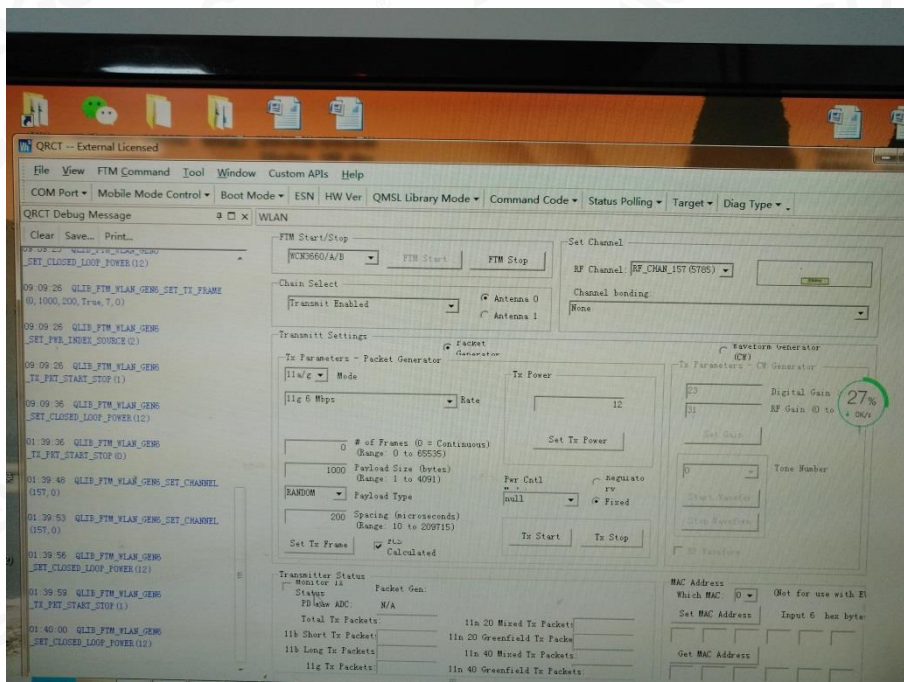 QRCT -- External Licensed
File View FTM Command Tool Window Custom APIs Help
COM Port Mobile Mode Control Boot Mode ESN HW Ver QMSL Library Mode Command Code Status Polling Target Diag Type
QRCT Debug Message
Clear Save... Print...
_SET_CLOSED_LOOP_POWER(12)
09:09:26 QLIB_FTM_WLAN_GEN6_SET_TX_FRAME
(0,1000,200,True,7,0)
09:09:26 QLIB_FTM_WLAN_GEN6
_SET_PWR_INDEX_SOURCE(2)
09:09:26 QLIB_FTM_WLAN_GEN6
_TX_PKT_START_STOP(1)
09:09:36 QLIB_FTM_WLAN_GEN6
_SET_CLOSED_LOOP_POWER(12)
01:39:36 QLIB_FTM_WLAN_GEN6
_TX_PKT_START_STOP(0)
01:39:48 QLIB_FTM_WLAN_GEN6_SET_CHANNEL
(157,0)
01:39:53 QLIB_FTM_WLAN_GEN6_SET_CHANNEL
(157,0)
01:39:56 QLIB_FTM_WLAN_GEN6
_SET_CLOSED_LOOP_POWER(12)
01:39:59 QLIB_FTM_WLAN_GEN6
_TX_PKT_START_STOP(1)
01:40:00 QLIB_FTM_WLAN_GEN6
_SET_CLOSED_LOOP_POWER(12)
WLAN
FTM Start/Stop
WCN3660/A/B FTM Start FTM Stop
Set Channel
RF Channel: RF_CHAN_157(5785)
Channel bonding
None
Chain Select
Transmit Enabled
Antenna 0
Antenna 1
Transmitt Settings
Packet
Generator
Waveform Generator
(CW)
Tx Parameters - Packet Generator
11a/g Mode
11g 6 Mbps Rate
0 # of Frames (0 = Continuous)
(Range: 0 to 65535)
1000 Payload Size (bytes)
(Range: 1 to 4091)
RANDOM Payload Type
200 Spacing (microseconds)
(Range: 10 to 209715)
Set Tx Frame
Calculated
Tx Power
12
Set Tx Power
Pwr Cntl
null
Regulato
ry
Fixed
Tx Start Tx Stop
Tx Parameters - CW Generator
23 Digital Gain
31 RF Gain (0 to
Set Gain
27%
0K/s
0 Tone Number
Start Waveform
Stop Waveform
Transmitter Status
Status
Packet Gen:
ADC: N/A
Total Tx Packets:
11b Short Tx Packets
11b Long Tx Packets
11g Tx Packets
11n 20 Mixed Tx Packets
11n 20 Greenfield Tx Packe
11n 40 Mixed Tx Packets
11n 40 Greenfield Tx Packets
MAC Address
Which MAC: 0 (Not for use with
Set MAC Address Input 6 hex byte
Get MAC Address